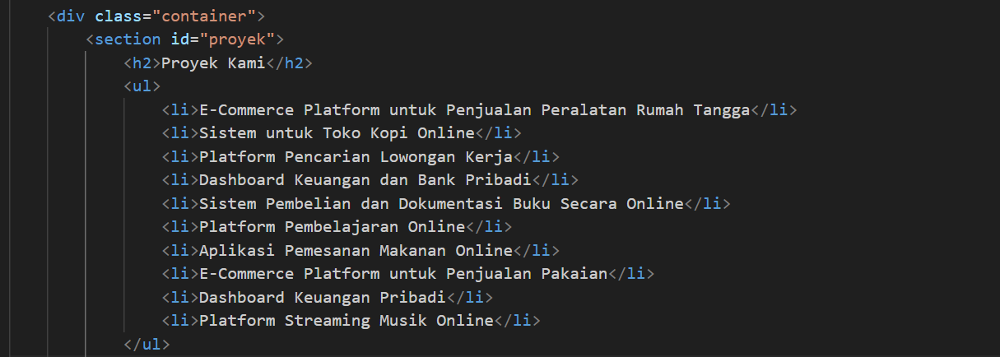 <div class="container">
<section id="proyek">
<h2>Proyek Kami</h2>
<ul>
<li>E-Commerce Platform untuk Penjualan Peralatan Rumah Tangga</li>
<li>Sistem untuk Toko Kopi Online</li>
<li>Platform Pencarian Lowongan Kerja</li>
<li>Dashboard Keuangan dan Bank Pribadi</li>
<li>Sistem Pembelian dan Dokumentasi Buku Secara Online</li>
<li>Platform Pembelajaran Online</li>
<li>Aplikasi Pemesanan Makanan Online</li>
<li>E-Commerce Platform untuk Penjualan Pakaian</li>
<li>Dashboard Keuangan Pribadi</li>
<li>Platform Streaming Musik Online</li>
</ul>